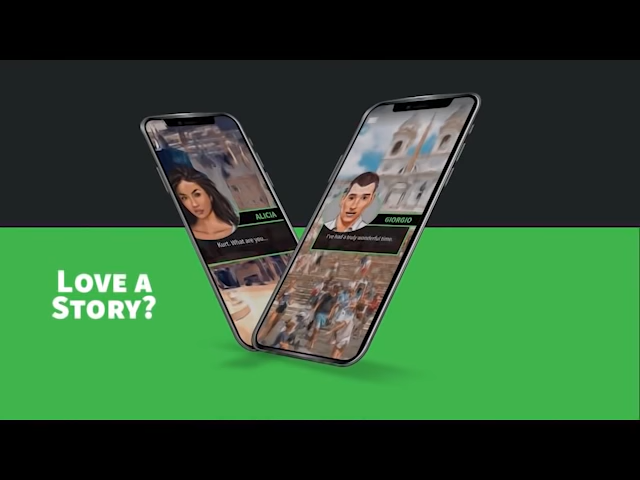 LOVE A
STORY?
ALICIA
Kurt. What are you...
GIORGIO
I've had a truly wonderful time.